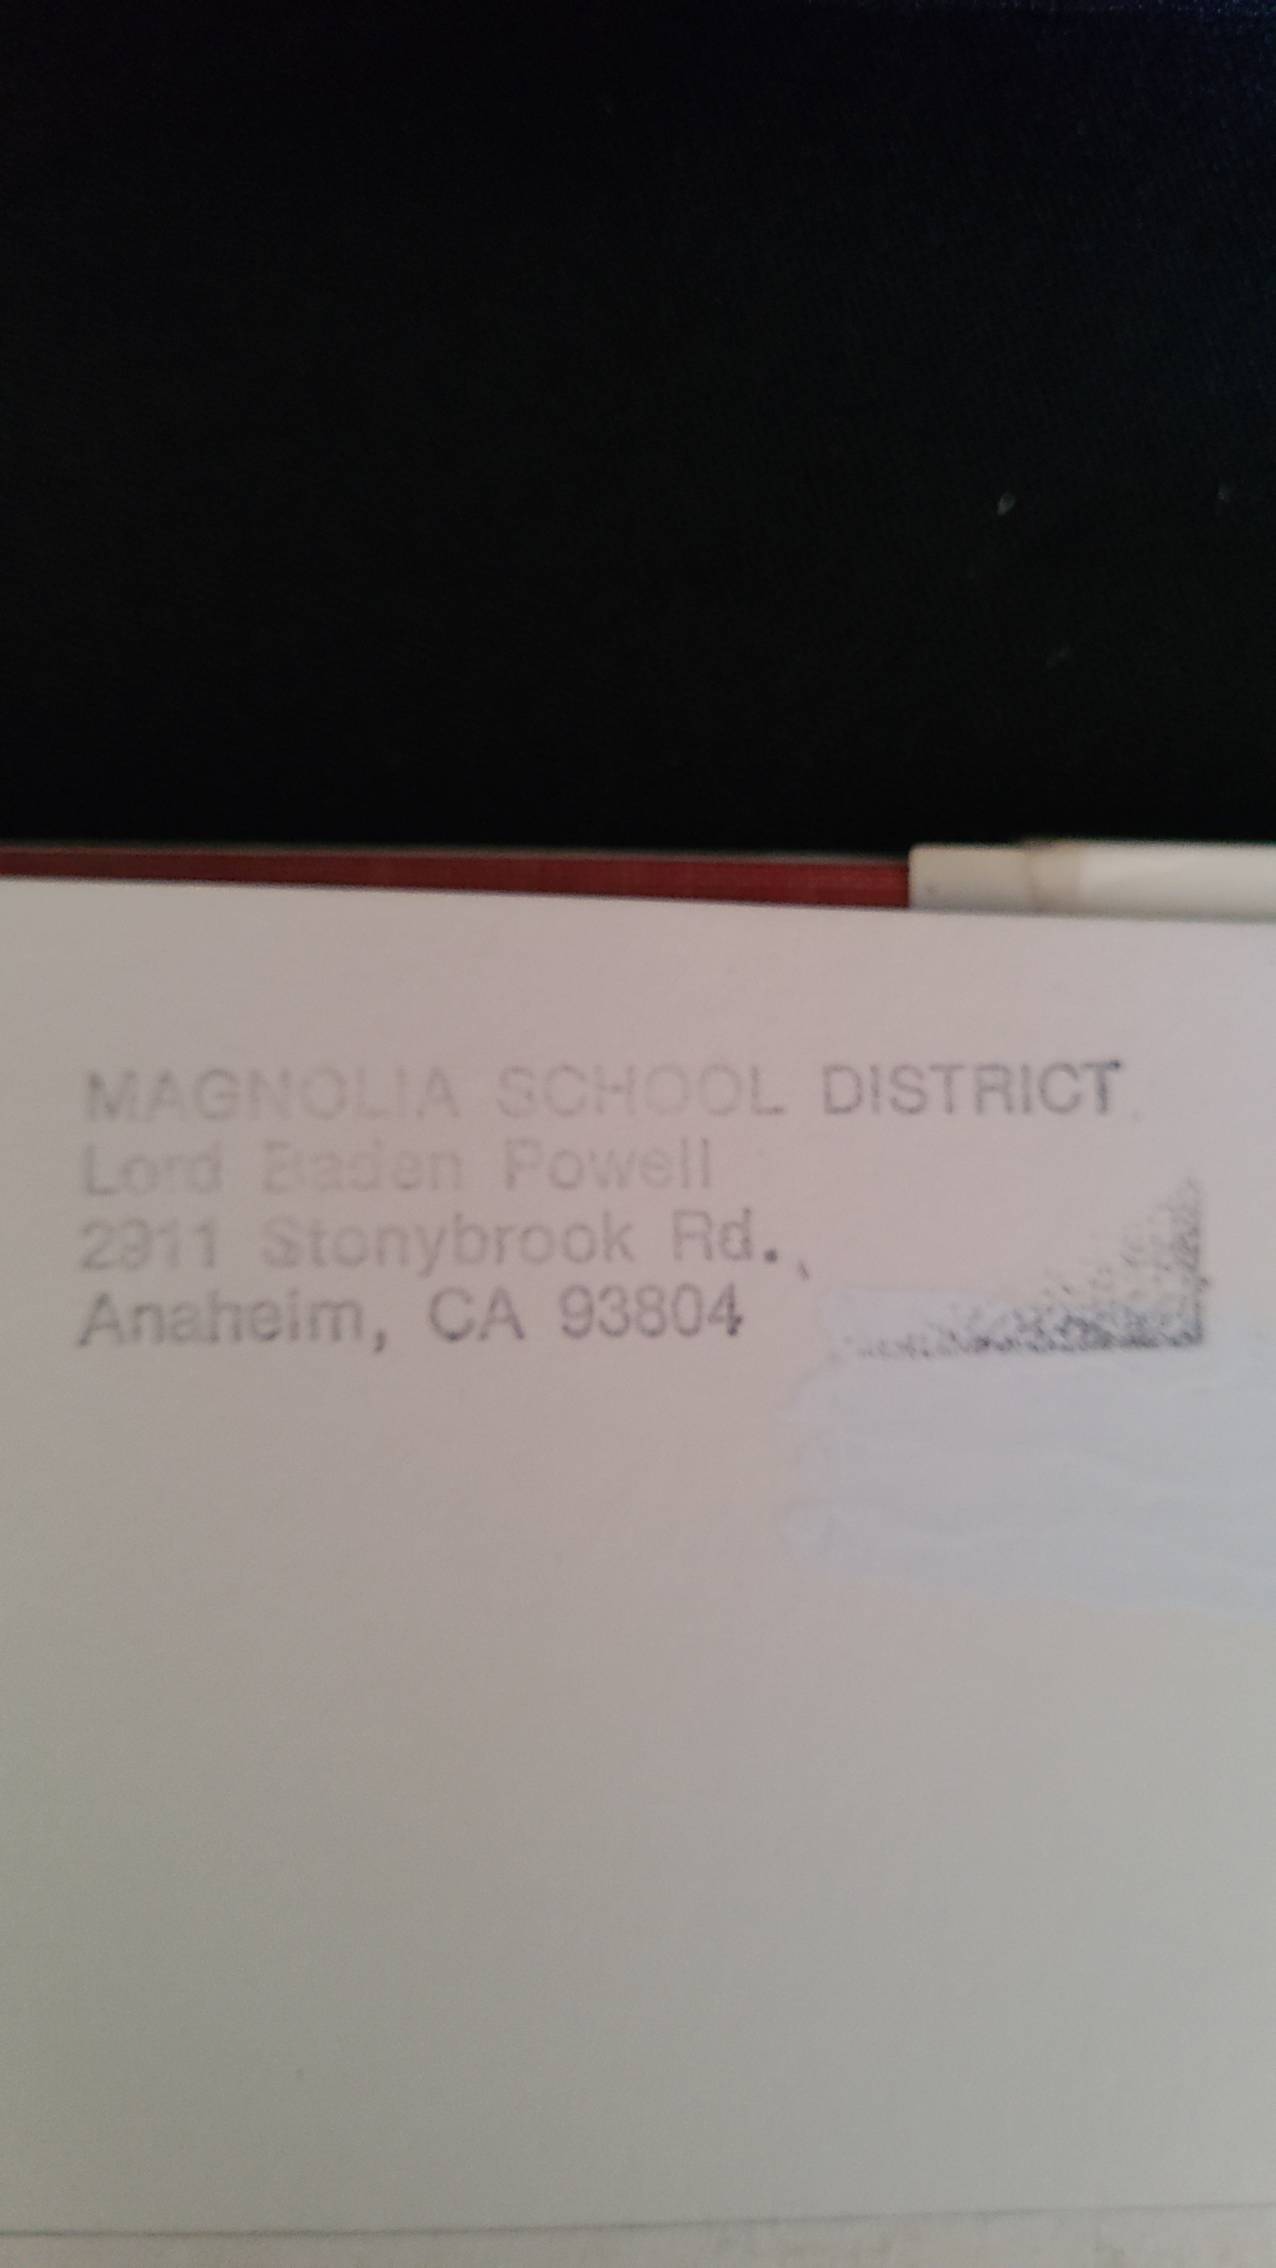 MAGNOLIA SCHOOL DISTRICT
Lord Baden Powell
2911 Stonybrook Rd.
Anaheim, CA 93804